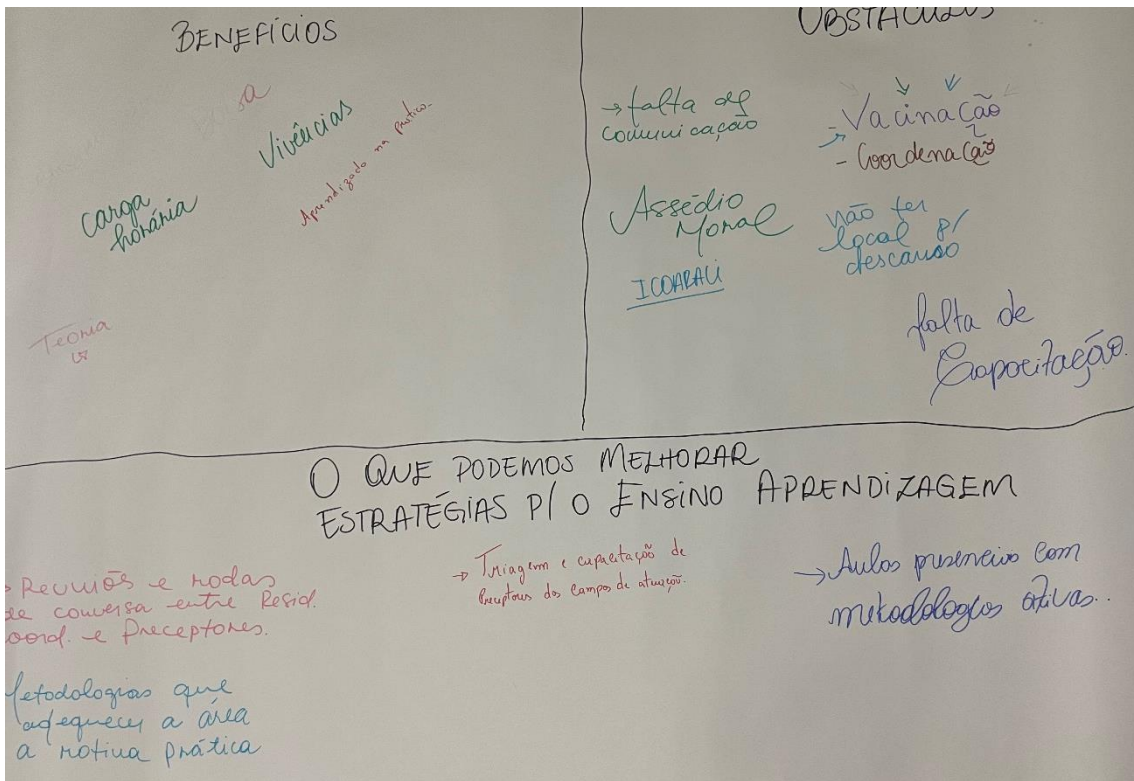 BENEFÍCIOS
a
Vivências
Aprendizado na prática.
carga
horária
Teoria
OBSTÁCULOS
→ falta de
comunicação
- Vacinação
- Coordenação
Assédio
Moral
não ter
local p/
descanso
ICOARACI
falta de
Capacitação.
O QUE PODEMOS MELHORAR
ESTRATÉGIAS P/ O ENSINO APRENDIZAGEM
Reuniões e rodas
de conversa entre Resid.
Coord. e Preceptores.
→ Triagem e capacitação de
Preceptores dos campos de atuação.
→ Aulas presenciais com
metodologias ativas..
Metodologias que
adequem a área
a rotina prática